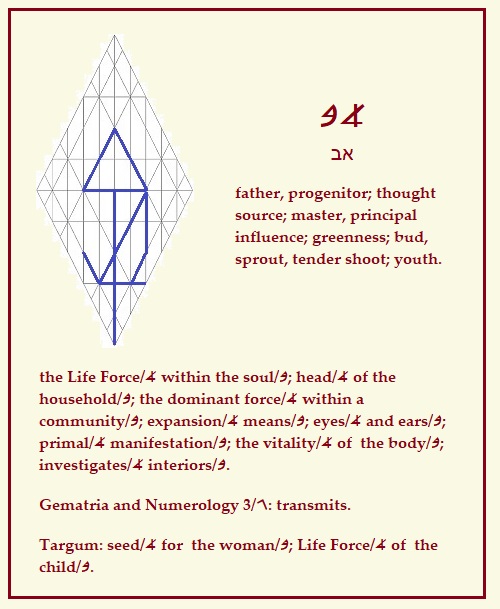 𐤀𐤁
אב
father, progenitor; thought
source; master, principal
influence; greenness; bud,
sprout, tender shoot; youth.
the Life Force/𐤀 within the soul/𐤁; head/𐤀 of the
household/𐤁; the dominant force/𐤀 within a
community/𐤁; expansion/𐤀 means/𐤁; eyes/𐤀 and ears/𐤁;
primal/𐤀 manifestation/𐤁; the vitality/𐤀 of the body/𐤁;
investigates/𐤀 interiors/𐤁.
Gematria and Numerology 3/𐤂: transmits.
Targum: seed/𐤀 for the woman/𐤁; Life Force/𐤀 of the
child/𐤁.